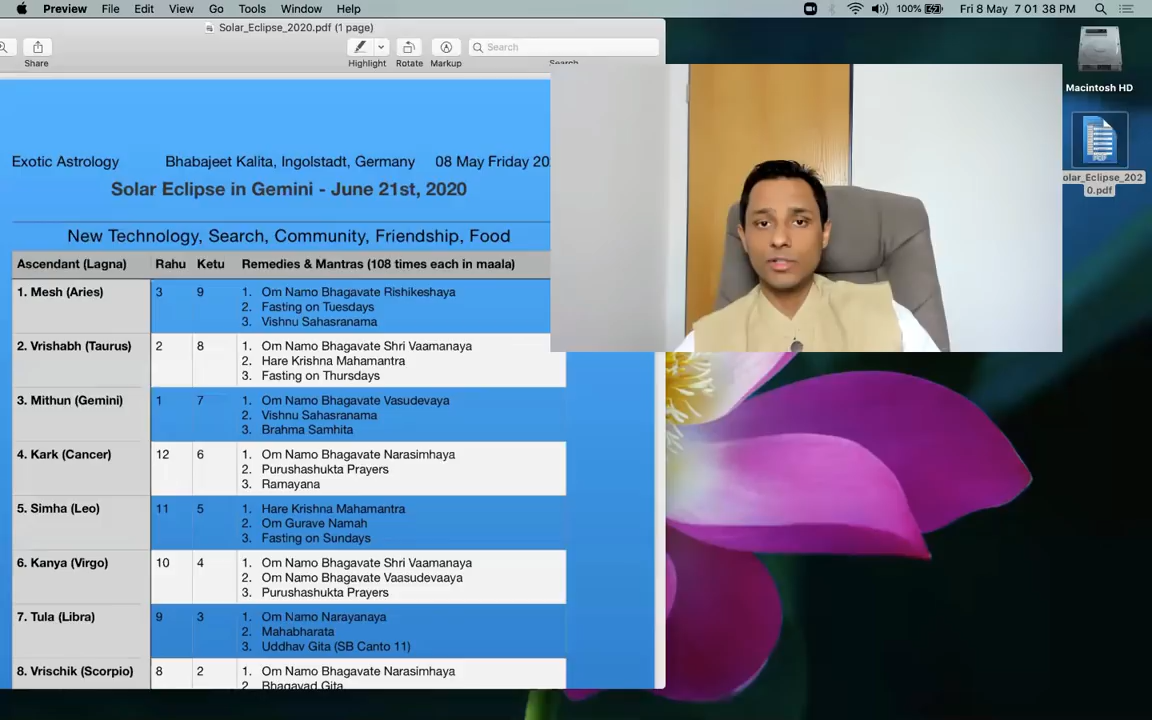 Preview File Edit View Go Tools Window Help 100% Fri 8 May 7 01 38 PM
Solar_Eclipse_2020.pdf (1 page)
Search
Share Highlight Rotate Markup
Macintosh HD
olar_Eclipse_202
0.pdf
Exotic Astrology Bhabajeet Kalita, Ingolstadt, Germany 08 May Friday 20
Solar Eclipse in Gemini - June 21st, 2020
New Technology, Search, Community, Friendship, Food
Ascendant (Lagna) Rahu Ketu Remedies & Mantras (108 times each in maala)
1. Mesh (Aries) 3 9 1. Om Namo Bhagavate Rishikeshaya
2. Fasting on Tuesdays
3. Vishnu Sahasranama
2. Vrishabh (Taurus) 2 8 1. Om Namo Bhagavate Shri Vaamanaya
2. Hare Krishna Mahamantra
3. Fasting on Thursdays
3. Mithun (Gemini) 1 7 1. Om Namo Bhagavate Vasudevaya
2. Vishnu Sahasranama
3. Brahma Samhita
4. Kark (Cancer) 12 6 1. Om Namo Bhagavate Narasimhaya
2. Purushashukta Prayers
3. Ramayana
5. Simha (Leo) 11 5 1. Hare Krishna Mahamantra
2. Om Gurave Namah
3. Fasting on Sundays
6. Kanya (Virgo) 10 4 1. Om Namo Bhagavate Shri Vaamanaya
2. Om Namo Bhagavate Vaasudevaaya
3. Purushashukta Prayers
7. Tula (Libra) 9 3 1. Om Namo Narayanaya
2. Mahabharata
3. Uddhav Gita (SB Canto 11)
8. Vrischik (Scorpio) 8 2 1. Om Namo Bhagavate Narasimhaya
2. Bhagavad Gita